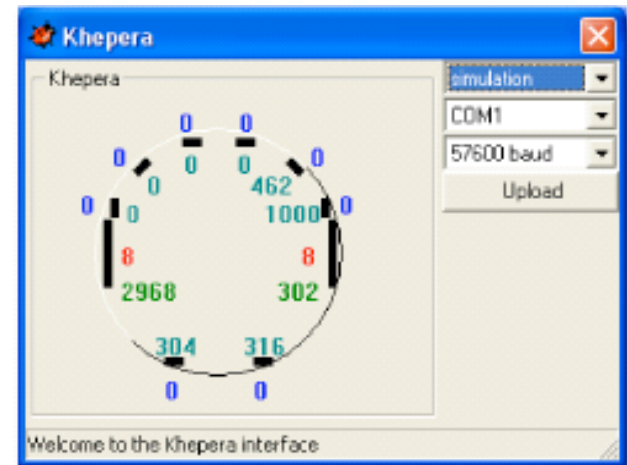 Khepera
Khepera
simulation
COM1
57600 baud
Upload
0 0
0 0 0 0
0 462
0 0 1000 0
8 8
2968 302
304 316
0 0
Welcome to the Khepera interface